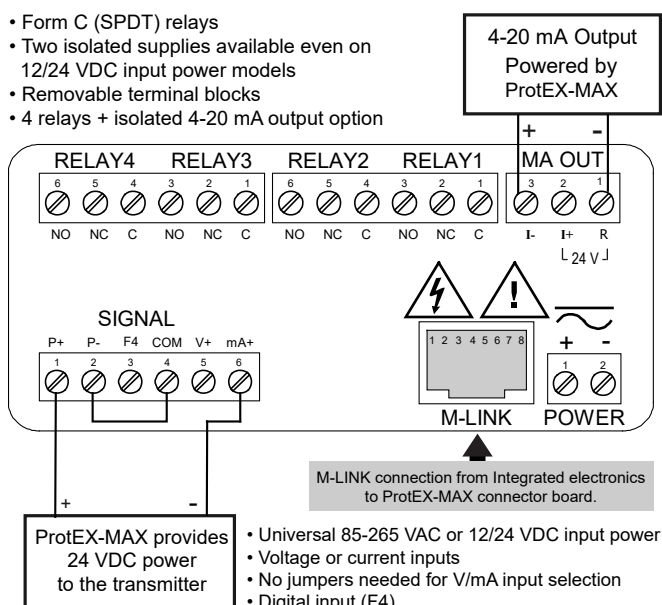 • Form C (SPDT) relays
• Two isolated supplies available even on
12/24 VDC input power models
• Removable terminal blocks
• 4 relays + isolated 4-20 mA output option
4-20 mA Output
Powered by
ProtEX-MAX
+ -
RELAY4 RELAY3 RELAY2 RELAY1 MA OUT
6 5 4 3 2 1 6 5 4 3 2 1 3 2 1
NO NC C NO NC C NO NC C NO NC C I- I+ R
24 V
SIGNAL
P+ P- F4 COM V+ mA+
1 2 3 4 5 6
!
1 2 3 4 5 6 7 8
+ -
1 2
M-LINK POWER
M-LINK connection from Integrated electronics
to ProtEX-MAX connector board.
+ -
ProtEX-MAX provides
24 VDC power
to the transmitter
• Universal 85-265 VAC or 12/24 VDC input power
• Voltage or current inputs
• No jumpers needed for V/mA input selection
• Digital input (F4)